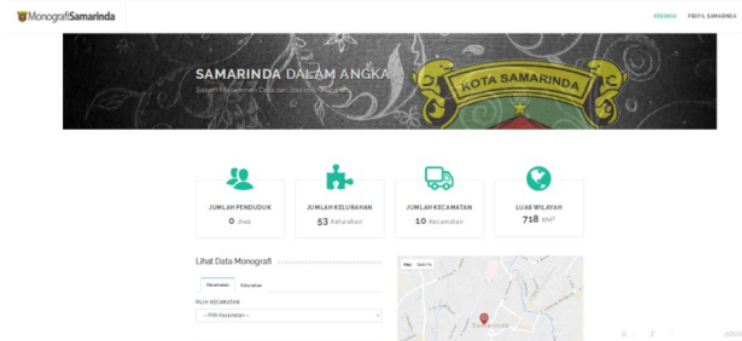 MonografiSamarinda
BERANDA PROFIL SAMARINDA
SAMARINDA DALAM ANGKA
KOTA SAMARINDA
JUMLAH PENDUDUK
0 Jiwa
JUMLAH KELURAHAN
53 Kelurahan
JUMLAH KECAMATAN
10 Kecamatan
LUAS WILAYAH
718 KM²
Lihat Data Monografi
Kecamatan Kelurahan
PILIH KECAMATAN
-- Pilih Kecamatan --
Map Satellite
Samarinda